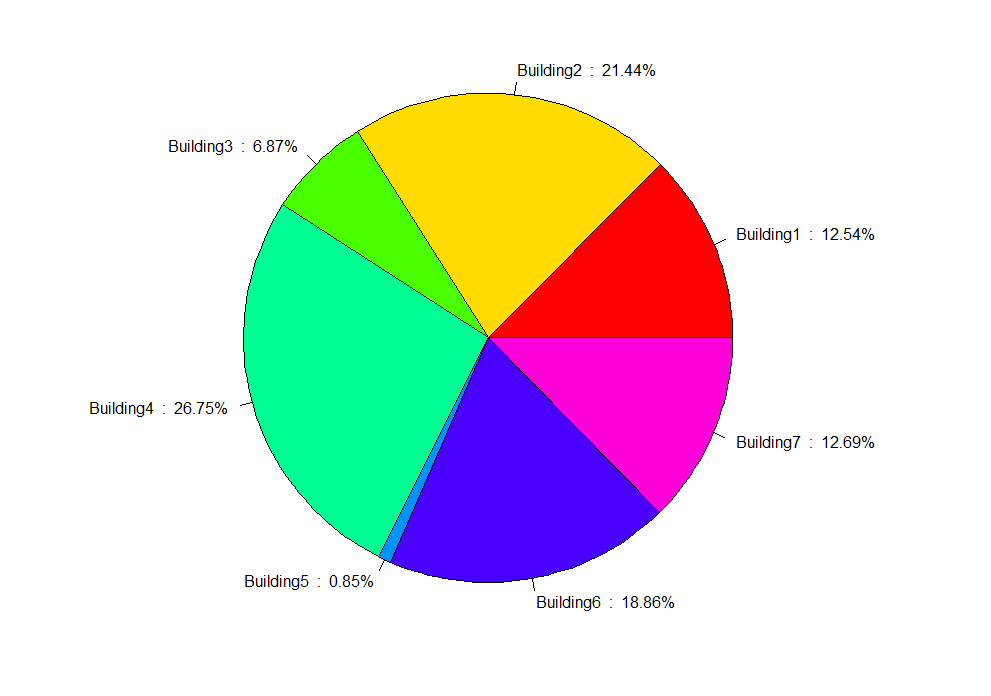 Building2 : 21.44%
Building3 : 6.87%
Building1 : 12.54%
Building4 : 26.75%
Building7 : 12.69%
Building5 : 0.85%
Building6 : 18.86%